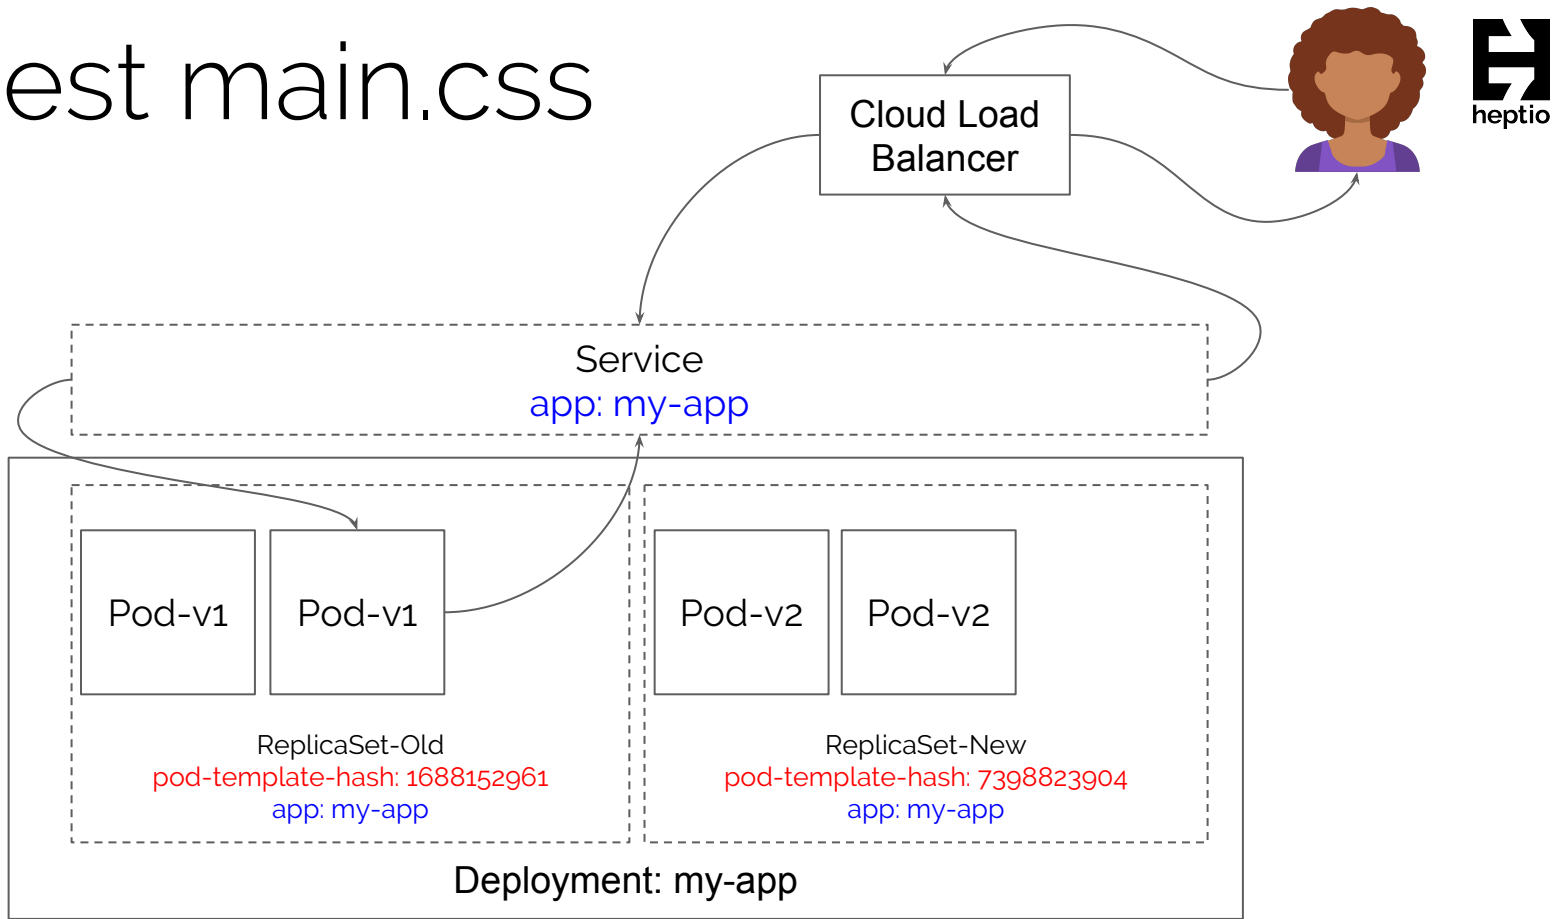 est main.css
heptio
Cloud Load
Balancer
Service
app: my-app
Pod-v1
Pod-v1
Pod-v2
Pod-v2
ReplicaSet-Old
pod-template-hash: 1688152961
app: my-app
ReplicaSet-New
pod-template-hash: 7398823904
app: my-app
Deployment: my-app